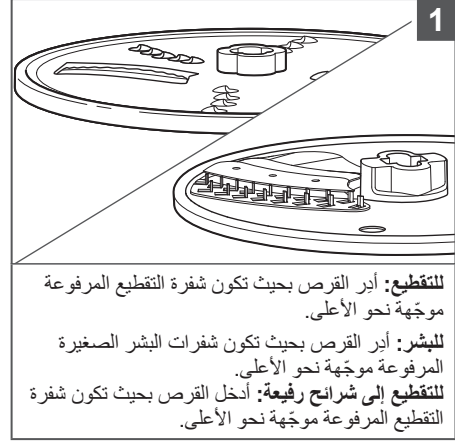 1
للتقطيع: أدِر القرص بحيث تكون شفرة التقطيع المرفوعة
موجّهة نحو الأعلى.
للبشر: أدِر القرص بحيث تكون شفرات البشر الصغيرة
المرفوعة موجّهة نحو الأعلى.
للتقطيع إلى شرائح رفيعة: أدخل القرص بحيث تكون شفرة
التقطيع المرفوعة موجّهة نحو الأعلى.